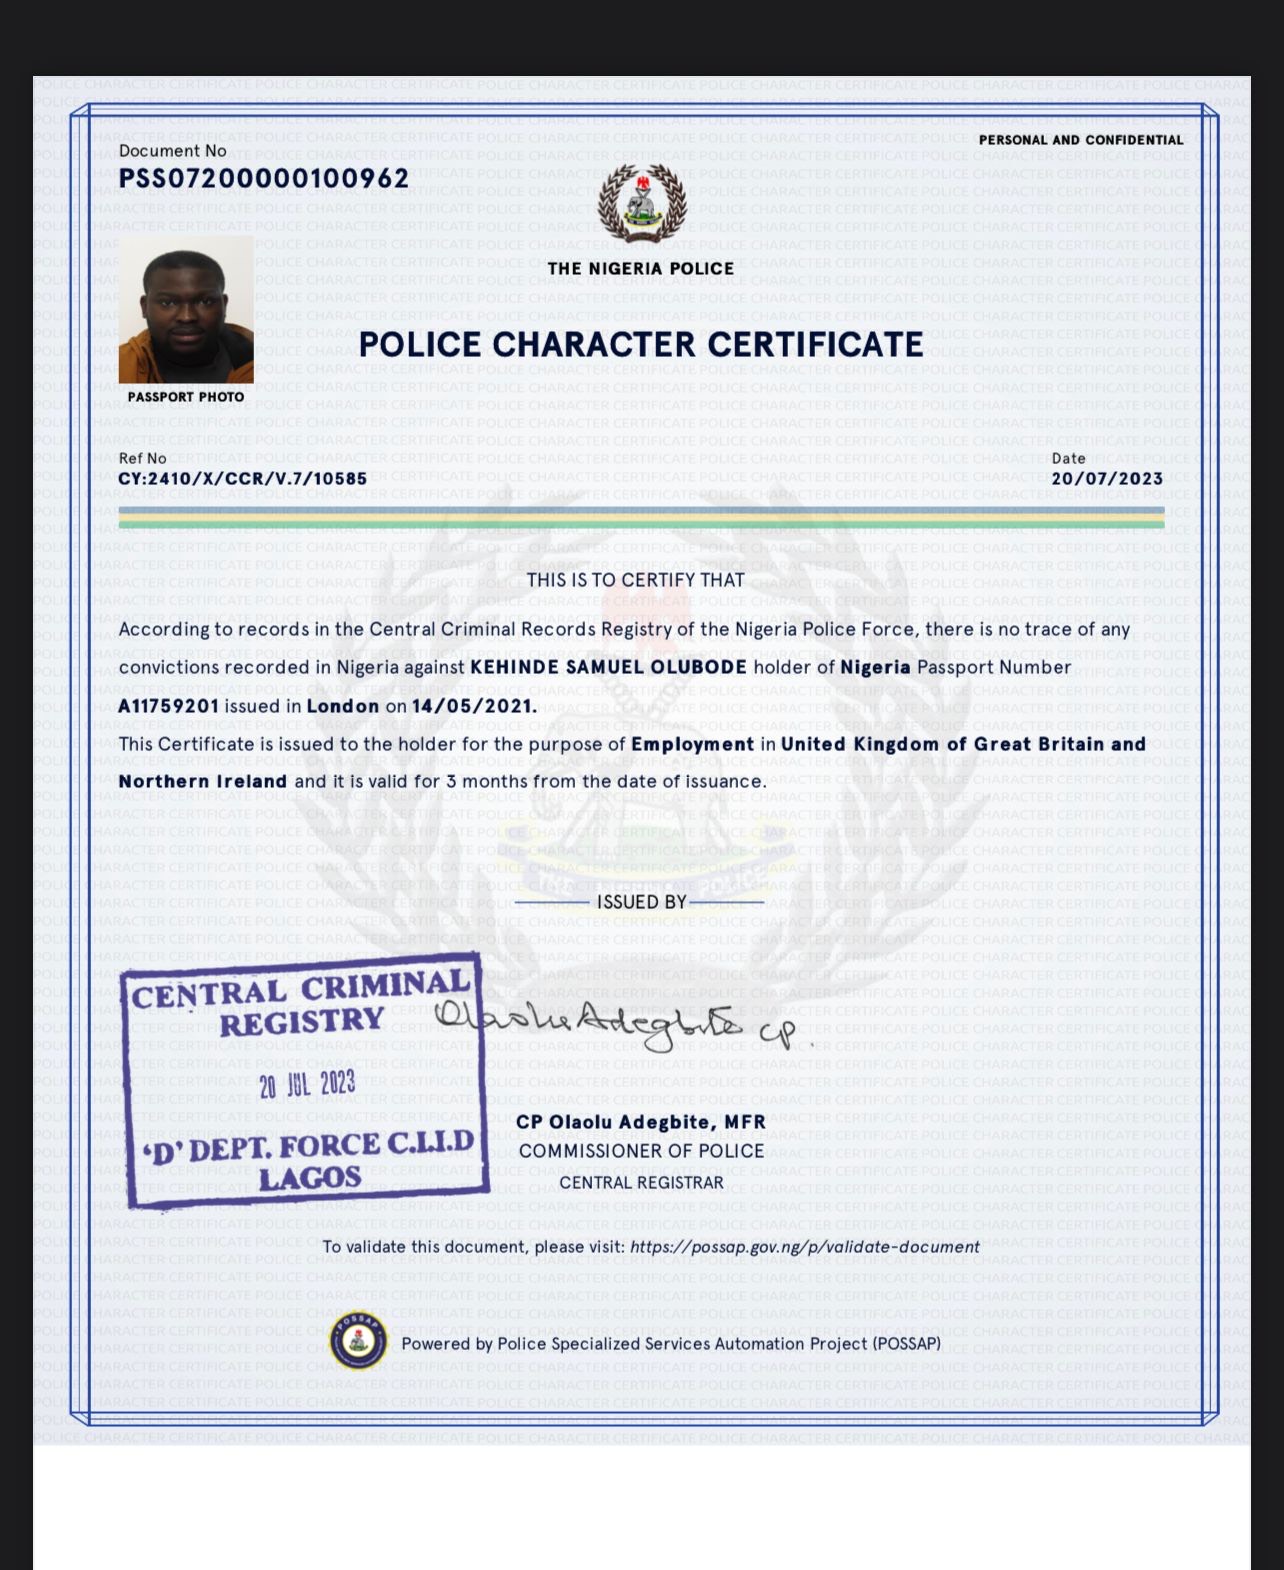 PERSONAL AND CONFIDENTIAL
Document No
PSS07200000100962
THE NIGERIA POLICE
POLICE CHARACTER CERTIFICATE
PASSPORT PHOTO
Ref No
CY:2410/X/CCR/V.7/10585
Date
20/07/2023
THIS IS TO CERTIFY THAT
According to records in the Central Criminal Records Registry of the Nigeria Police Force, there is no trace of any
convictions recorded in Nigeria against KEHINDE SAMUEL OLUBODE holder of Nigeria Passport Number
A11759201 issued in London on 14/05/2021.
This Certificate is issued to the holder for the purpose of Employment in United Kingdom of Great Britain and
Northern Ireland and it is valid for 3 months from the date of issuance.
ISSUED BY
CENTRAL CRIMINAL
REGISTRY
20 JUL 2023
‘D’ DEPT. FORCE C.I.I.D
LAGOS
Olaolu Adegbite CP.
CP Olaolu Adegbite, MFR
COMMISSIONER OF POLICE
CENTRAL REGISTRAR
To validate this document, please visit: https://possap.gov.ng/p/validate-document
POSSAP
Powered by Police Specialized Services Automation Project (POSSAP)